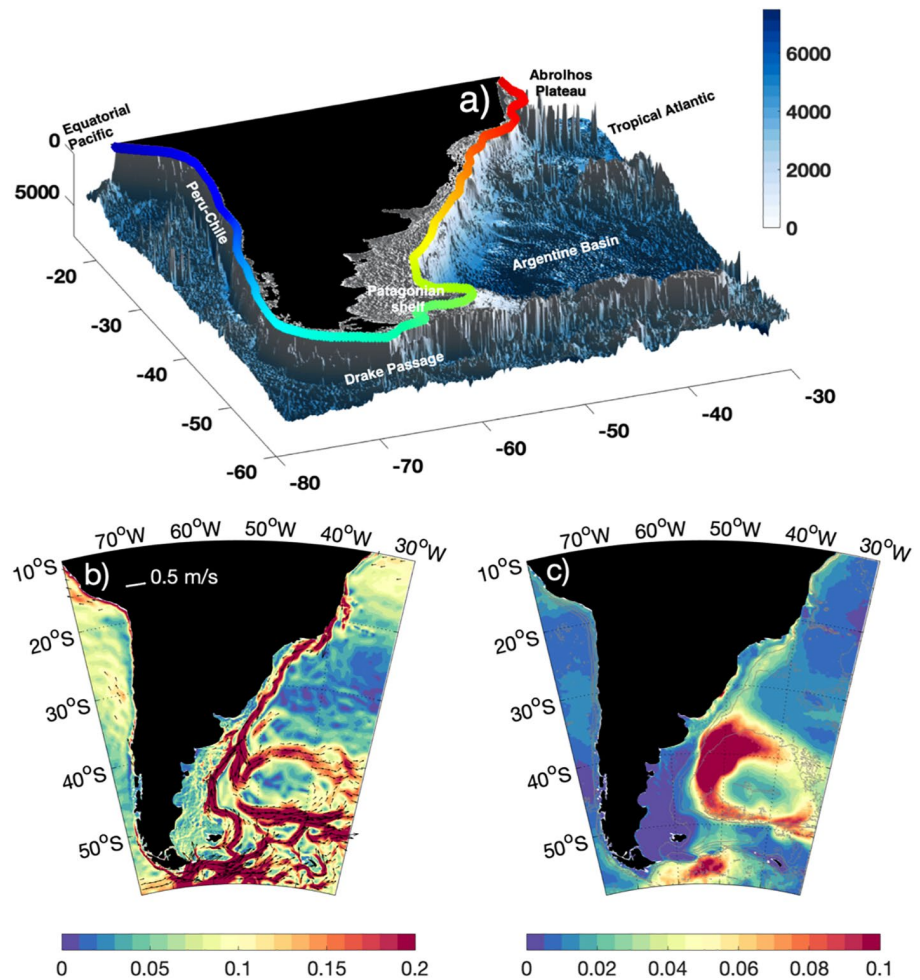 a)
Abrolhos
Plateau
Tropical Atlantic
Equatorial
Pacific
Peru-Chile
Argentine Basin
Patagonian
shelf
Drake Passage
0
5000
-20
-30
-40
-50
-60
-80
-70
-60
-50
-40
-30
6000
4000
2000
0
b)
0.5 m/s
70°W 60°W 50°W 40°W 30°W
10°S
20°S
30°S
40°S
50°S
0 0.05 0.1 0.15 0.2
c)
70°W 60°W 50°W 40°W 30°W
10°S
20°S
30°S
40°S
50°S
0 0.02 0.04 0.06 0.08 0.1